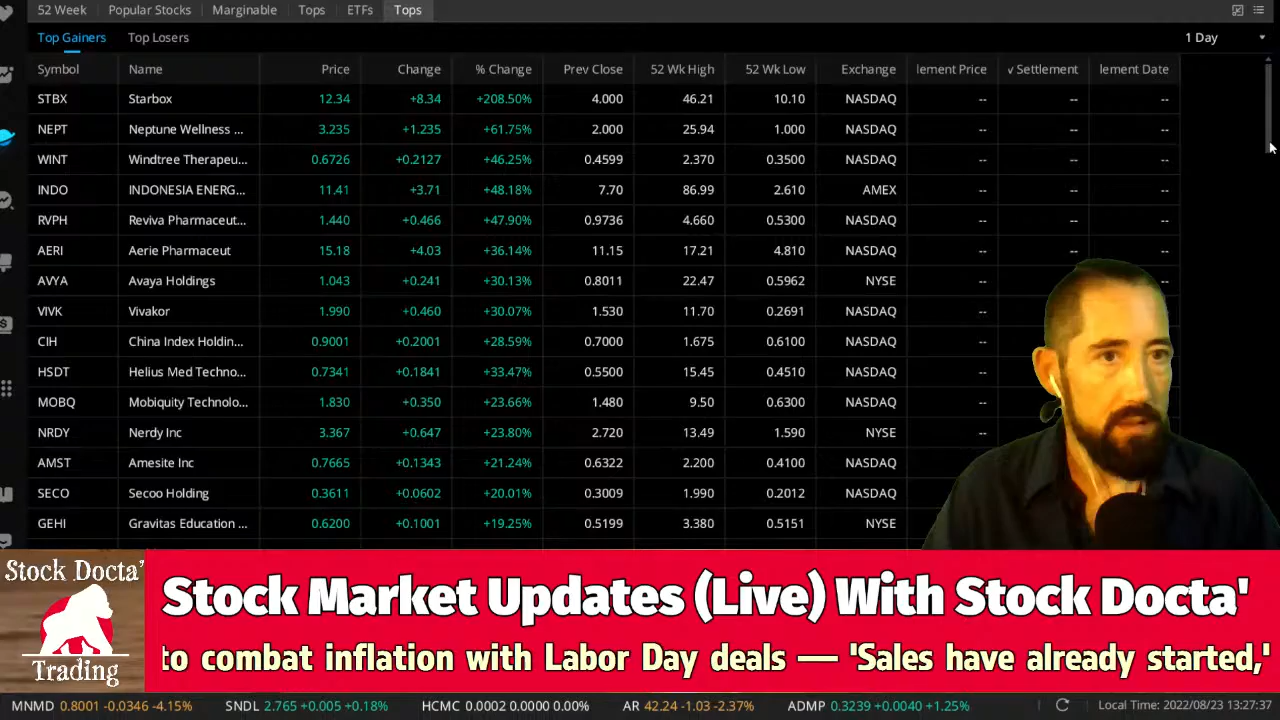 52 Week Popular Stocks Marginable Tops ETFs Tops
Top Gainers Top Losers 1 Day
Symbol Name Price Change % Change Prev Close 52 Wk High 52 Wk Low Exchange lement Price v Settlement lement Date
STBX Starbox 12.34 +8.34 +208.50% 4.000 46.21 10.10 NASDAQ -- -- --
NEPT Neptune Wellness ... 3.235 +1.235 +61.75% 2.000 25.94 1.000 NASDAQ -- -- --
WINT Windtree Therapeu... 0.6726 +0.2127 +46.25% 0.4599 2.370 0.3500 NASDAQ -- -- --
INDO INDONESIA ENERG... 11.41 +3.71 +48.18% 7.70 86.99 2.610 AMEX -- -- --
RVPH Reviva Pharmaceut... 1.440 +0.466 +47.90% 0.9736 4.660 0.5300 NASDAQ -- -- --
AERI Aerie Pharmaceut 15.18 +4.03 +36.14% 11.15 17.21 4.810 NASDAQ -- -- --
AVYA Avaya Holdings 1.043 +0.241 +30.13% 0.8011 22.47 0.5962 NYSE -- -- --
VIVK Vivakor 1.990 +0.460 +30.07% 1.530 11.70 0.2691 NASDAQ -- --
CIH China Index Holdin... 0.9001 +0.2001 +28.59% 0.7000 1.675 0.6100 NASDAQ --
HSDT Helius Med Techno... 0.7341 +0.1841 +33.47% 0.5500 15.45 0.4510 NASDAQ --
MOBQ Mobiquity Technolo... 1.830 +0.350 +23.66% 1.480 9.50 0.6300 NASDAQ --
NRDY Nerdy Inc 3.367 +0.647 +23.80% 2.720 13.49 1.590 NYSE --
AMST Amesite Inc 0.7665 +0.1343 +21.24% 0.6322 2.200 0.4100 NASDAQ
SECO Secoo Holding 0.3611 +0.0602 +20.01% 0.3009 1.990 0.2012 NASDAQ
GEHI Gravitas Education ... 0.6200 +0.1001 +19.25% 0.5199 3.380 0.5151 NYSE
Stock Docta'
Trading
Stock Market Updates (Live) With Stock Docta'
to combat inflation with Labor Day deals — 'Sales have already started,'
MNMD 0.8001 -0.0346 -4.15% SNDL 2.765 +0.005 +0.18% HCMC 0.0002 0.0000 0.00% AR 42.24 -1.03 -2.37% ADMP 0.3239 +0.0040 +1.25% Local Time: 2022/08/23 13:27:37